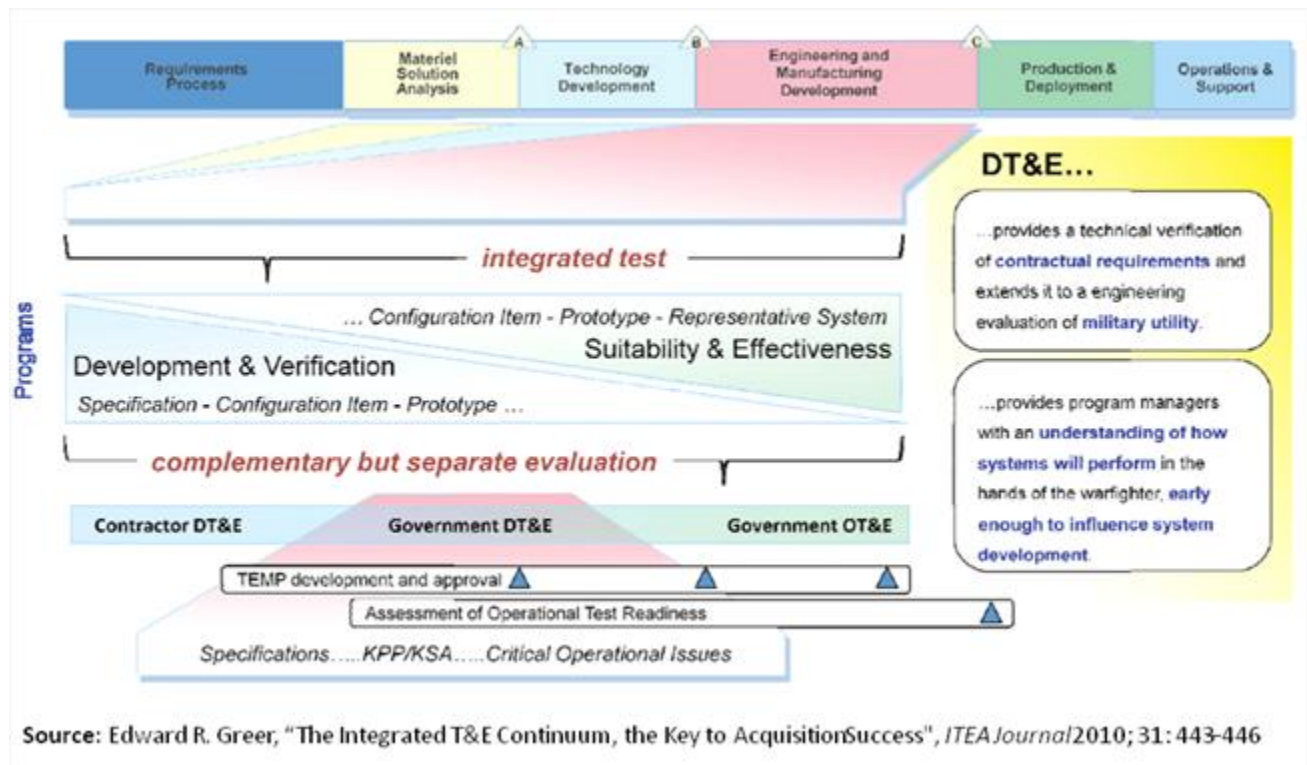 A
B
C
Requirements
Process
Materiel
Solution
Analysis
Technology
Development
Engineering and
Manufacturing
Development
Production &
Deployment
Operations &
Support
Programs
integrated test
... Configuration Item - Prototype - Representative System
Suitability & Effectiveness
Development & Verification
Specification - Configuration Item - Prototype ...
complementary but separate evaluation
Contractor DT&E
Government DT&E
Government OT&E
TEMP development and approval
Assessment of Operational Test Readiness
Specifications.....KPP/KSA.....Critical Operational Issues
DT&E...
...provides a technical verification
of contractual requirements and
extends it to a engineering
evaluation of military utility.
...provides program managers
with an understanding of how
systems will perform in the
hands of the warfighter, early
enough to influence system
development.
Source: Edward R. Greer, "The Integrated T&E Continuum, the Key to AcquisitionSuccess", ITEA Journal 2010; 31: 443-446